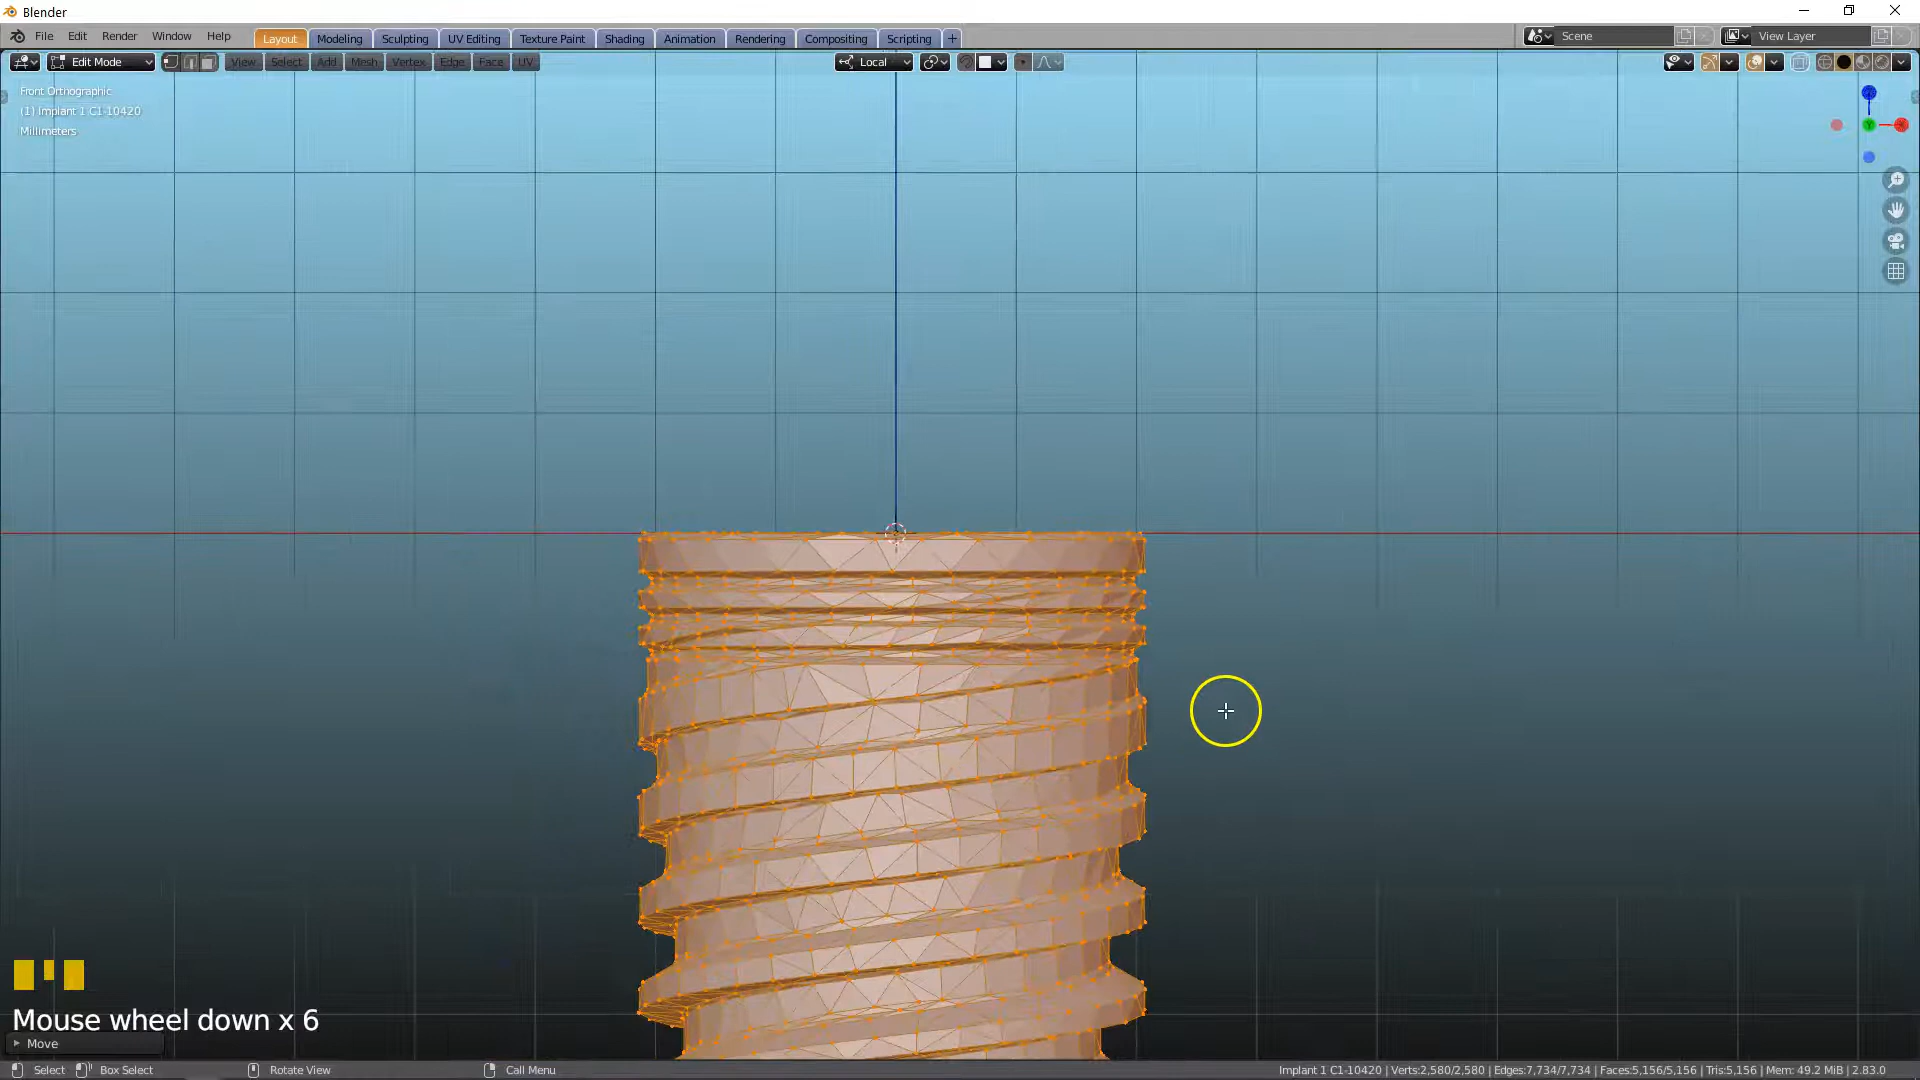 Blender
File Edit Render Window Help Layout Modeling Sculpting UV Editing Texture Paint Shading Animation Rendering Compositing Scripting + Scene View Layer
Edit Mode View Select Add Mesh Vertex Edge Face UV Local
Front Orthographic
(1) Implant 1 C1-10420
Millimeters
Mouse wheel down x 6
Move
Select Box Select Rotate View Call Menu Implant 1 C1-10420 | Verts:2,580/2,580 | Edges:7,734/7,734 | Faces:5,156/5,156 | Tris:5,156 | Mem: 49.2 MiB | 2.83.0